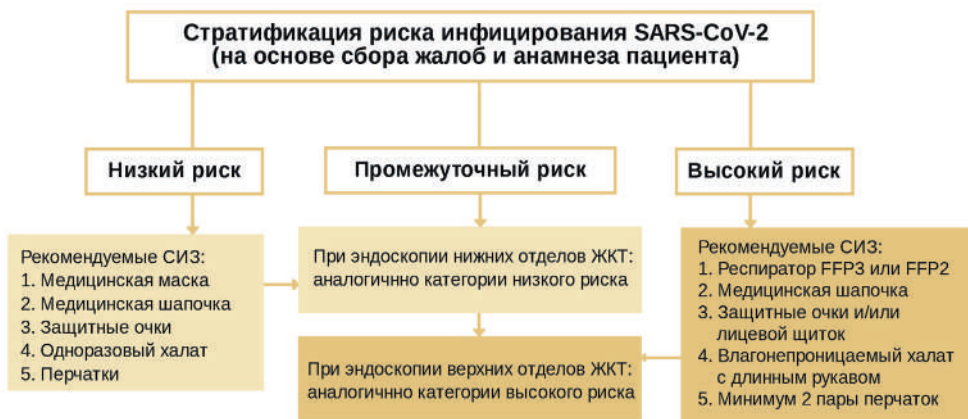 Стратификация риска инфицирования SARS-CoV-2
(на основе сбора жалоб и анамнеза пациента)
Низкий риск
Промежуточный риск
Высокий риск
Рекомендуемые СИЗ:
1. Медицинская маска
2. Медицинская шапочка
3. Защитные очки
4. Одноразовый халат
5. Перчатки
При эндоскопии нижних отделов ЖКТ:
аналогичнно категории низкого риска
При эндоскопии верхних отделов ЖКТ:
аналогичнно категории высокого риска
Рекомендуемые СИЗ:
1. Респиратор FFP3 или FFP2
2. Медицинская шапочка
3. Защитные очки и/или
лицевой щиток
4. Влагонепроницаемый халат
с длинным рукавом
5. Минимум 2 пары перчаток